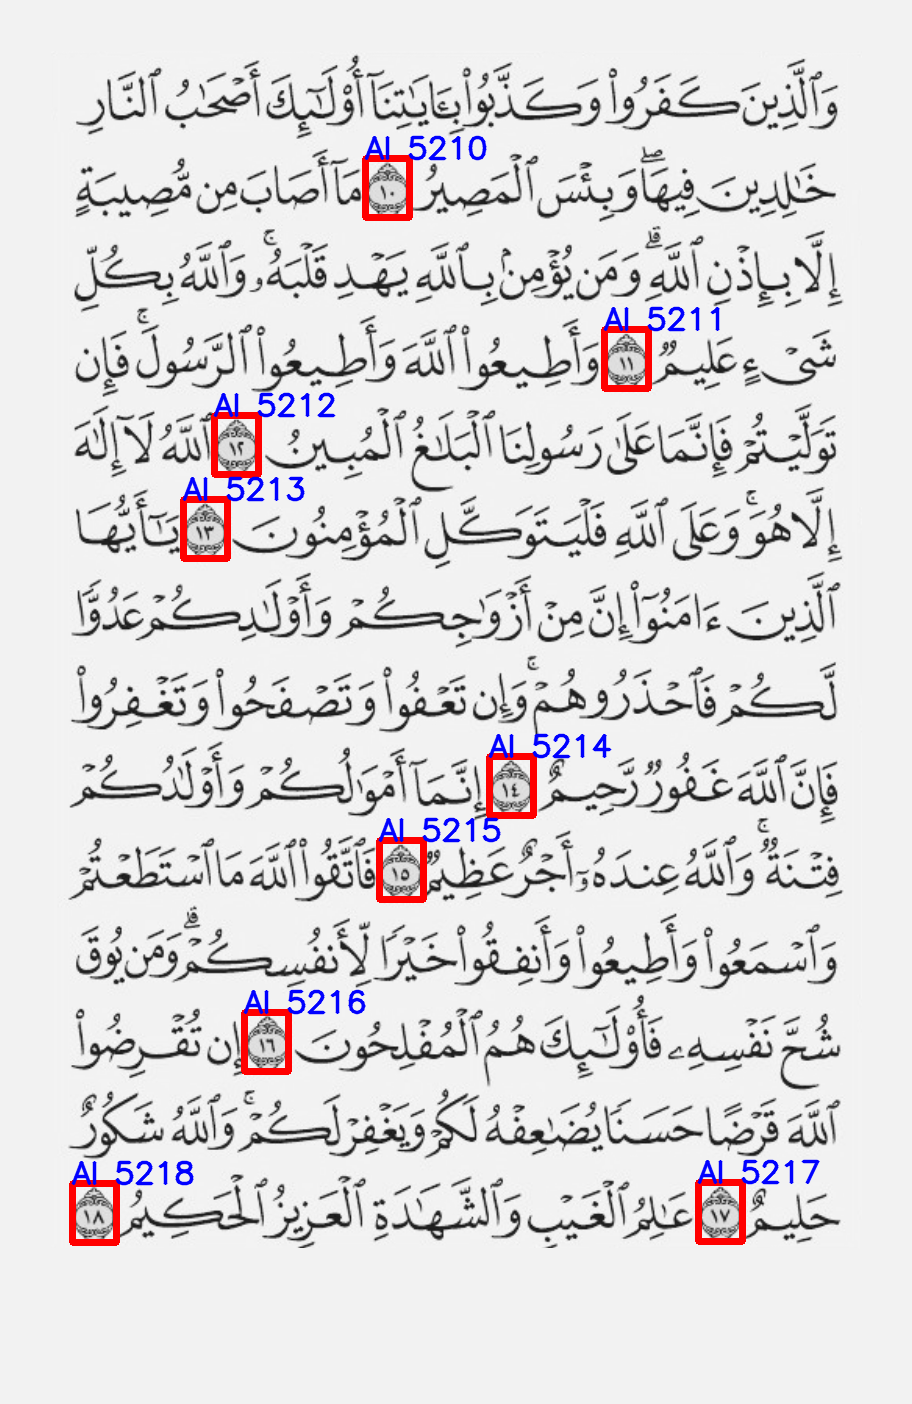 وَٱلَّذِينَ كَفَرُوا۟ وَكَذَّبُوا۟ بِـَٔايَـٰتِنَآ أُو۟لَـٰٓئِكَ أَصْحَـٰبُ ٱلنَّارِ
AI 5210
خَـٰلِدِينَ فِيهَا ۖ وَبِئْسَ ٱلْمَصِيرُ ١٠ مَآ أَصَابَ مِن مُّصِيبَةٍ
إِلَّا بِإِذْنِ ٱللَّهِ ۗ وَمَن يُؤْمِنۢ بِٱللَّهِ يَهْدِ قَلْبَهُۥ ۚ وَٱللَّهُ بِكُلِّ
AI 5211
شَىْءٍ عَلِيمٌ ١١ وَأَطِيعُوا۟ ٱللَّهَ وَأَطِيعُوا۟ ٱلرَّسُولَ ۚ فَإِن
AI 5212
تَوَلَّيْتُمْ فَإِنَّمَا عَلَىٰ رَسُولِنَا ٱلْبَلَـٰغُ ٱلْمُبِينُ ١٢ ٱللَّهُ لَآ إِلَـٰهَ
AI 5213
إِلَّا هُوَ ۚ وَعَلَى ٱللَّهِ فَلْيَتَوَكَّلِ ٱلْمُؤْمِنُونَ ١٣ يَـٰٓأَيُّهَا
ٱلَّذِينَ ءَامَنُوٓا۟ إِنَّ مِنْ أَزْوَٰجِكُمْ وَأَوْلَـٰدِكُمْ عَدُوًّا
لَّكُمْ فَٱحْذَرُوهُمْ ۚ وَإِن تَعْفُوا۟ وَتَصْفَحُوا۟ وَتَغْفِرُوا۟
AI 5214
فَإِنَّ ٱللَّهَ غَفُورٌ رَّحِيمٌ ١٤ إِنَّمَآ أَمْوَٰلُكُمْ وَأَوْلَـٰدُكُمْ
AI 5215
فِتْنَةٌ ۚ وَٱللَّهُ عِندَهُۥٓ أَجْرٌ عَظِيمٌ ١٥ فَٱتَّقُوا۟ ٱللَّهَ مَا ٱسْتَطَعْتُمْ
وَٱسْمَعُوا۟ وَأَطِيعُوا۟ وَأَنفِقُوا۟ خَيْرًا لِّأَنفُسِكُمْ ۗ وَمَن يُوقَ
AI 5216
شُحَّ نَفْسِهِۦ فَأُو۟لَـٰٓئِكَ هُمُ ٱلْمُفْلِحُونَ ١٦ إِن تُقْرِضُوا۟
ٱللَّهَ قَرْضًا حَسَنًا يُضَـٰعِفْهُ لَكُمْ وَيَغْفِرْ لَكُمْ ۚ وَٱللَّهُ شَكُورٌ
AI 5217 AI 5218
حَلِيمٌ ١٧ عَـٰلِمُ ٱلْغَيْبِ وَٱلشَّهَـٰدَةِ ٱلْعَزِيزُ ٱلْحَكِيمُ ١٨